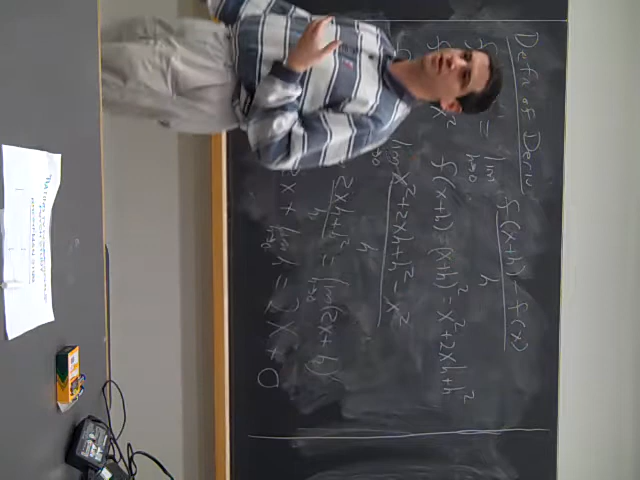 Defn of Deriv
= lim h→0 f(x+h) - f(x) / h
x² f(x+h) = (x+h)² = x² + 2xh + h²
lim x² + 2xh + h² - x² / h
2xh + h² / h = lim h→0 (2x + h)
2x + lim h→0 h = 2x + 0